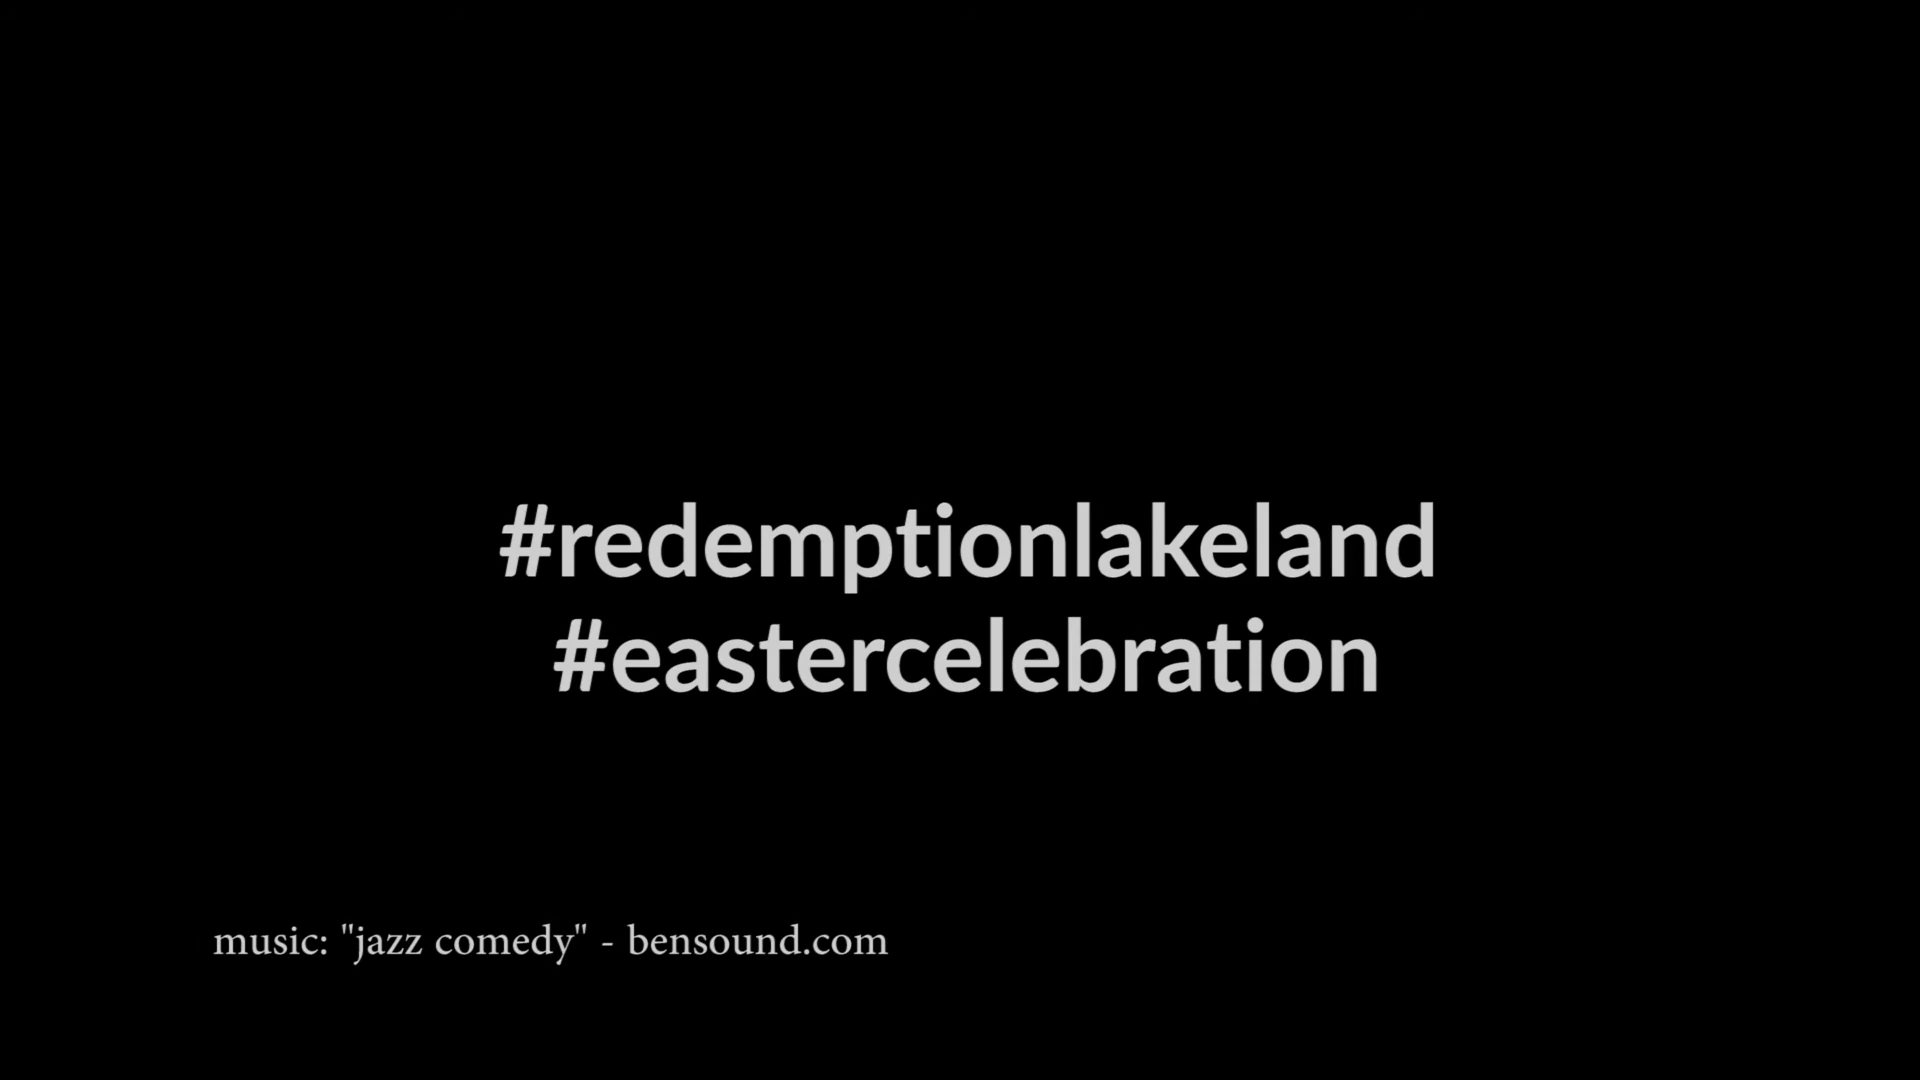 #redemptionlakeland
#eastercelebration
music: "jazz comedy" - bensound.com